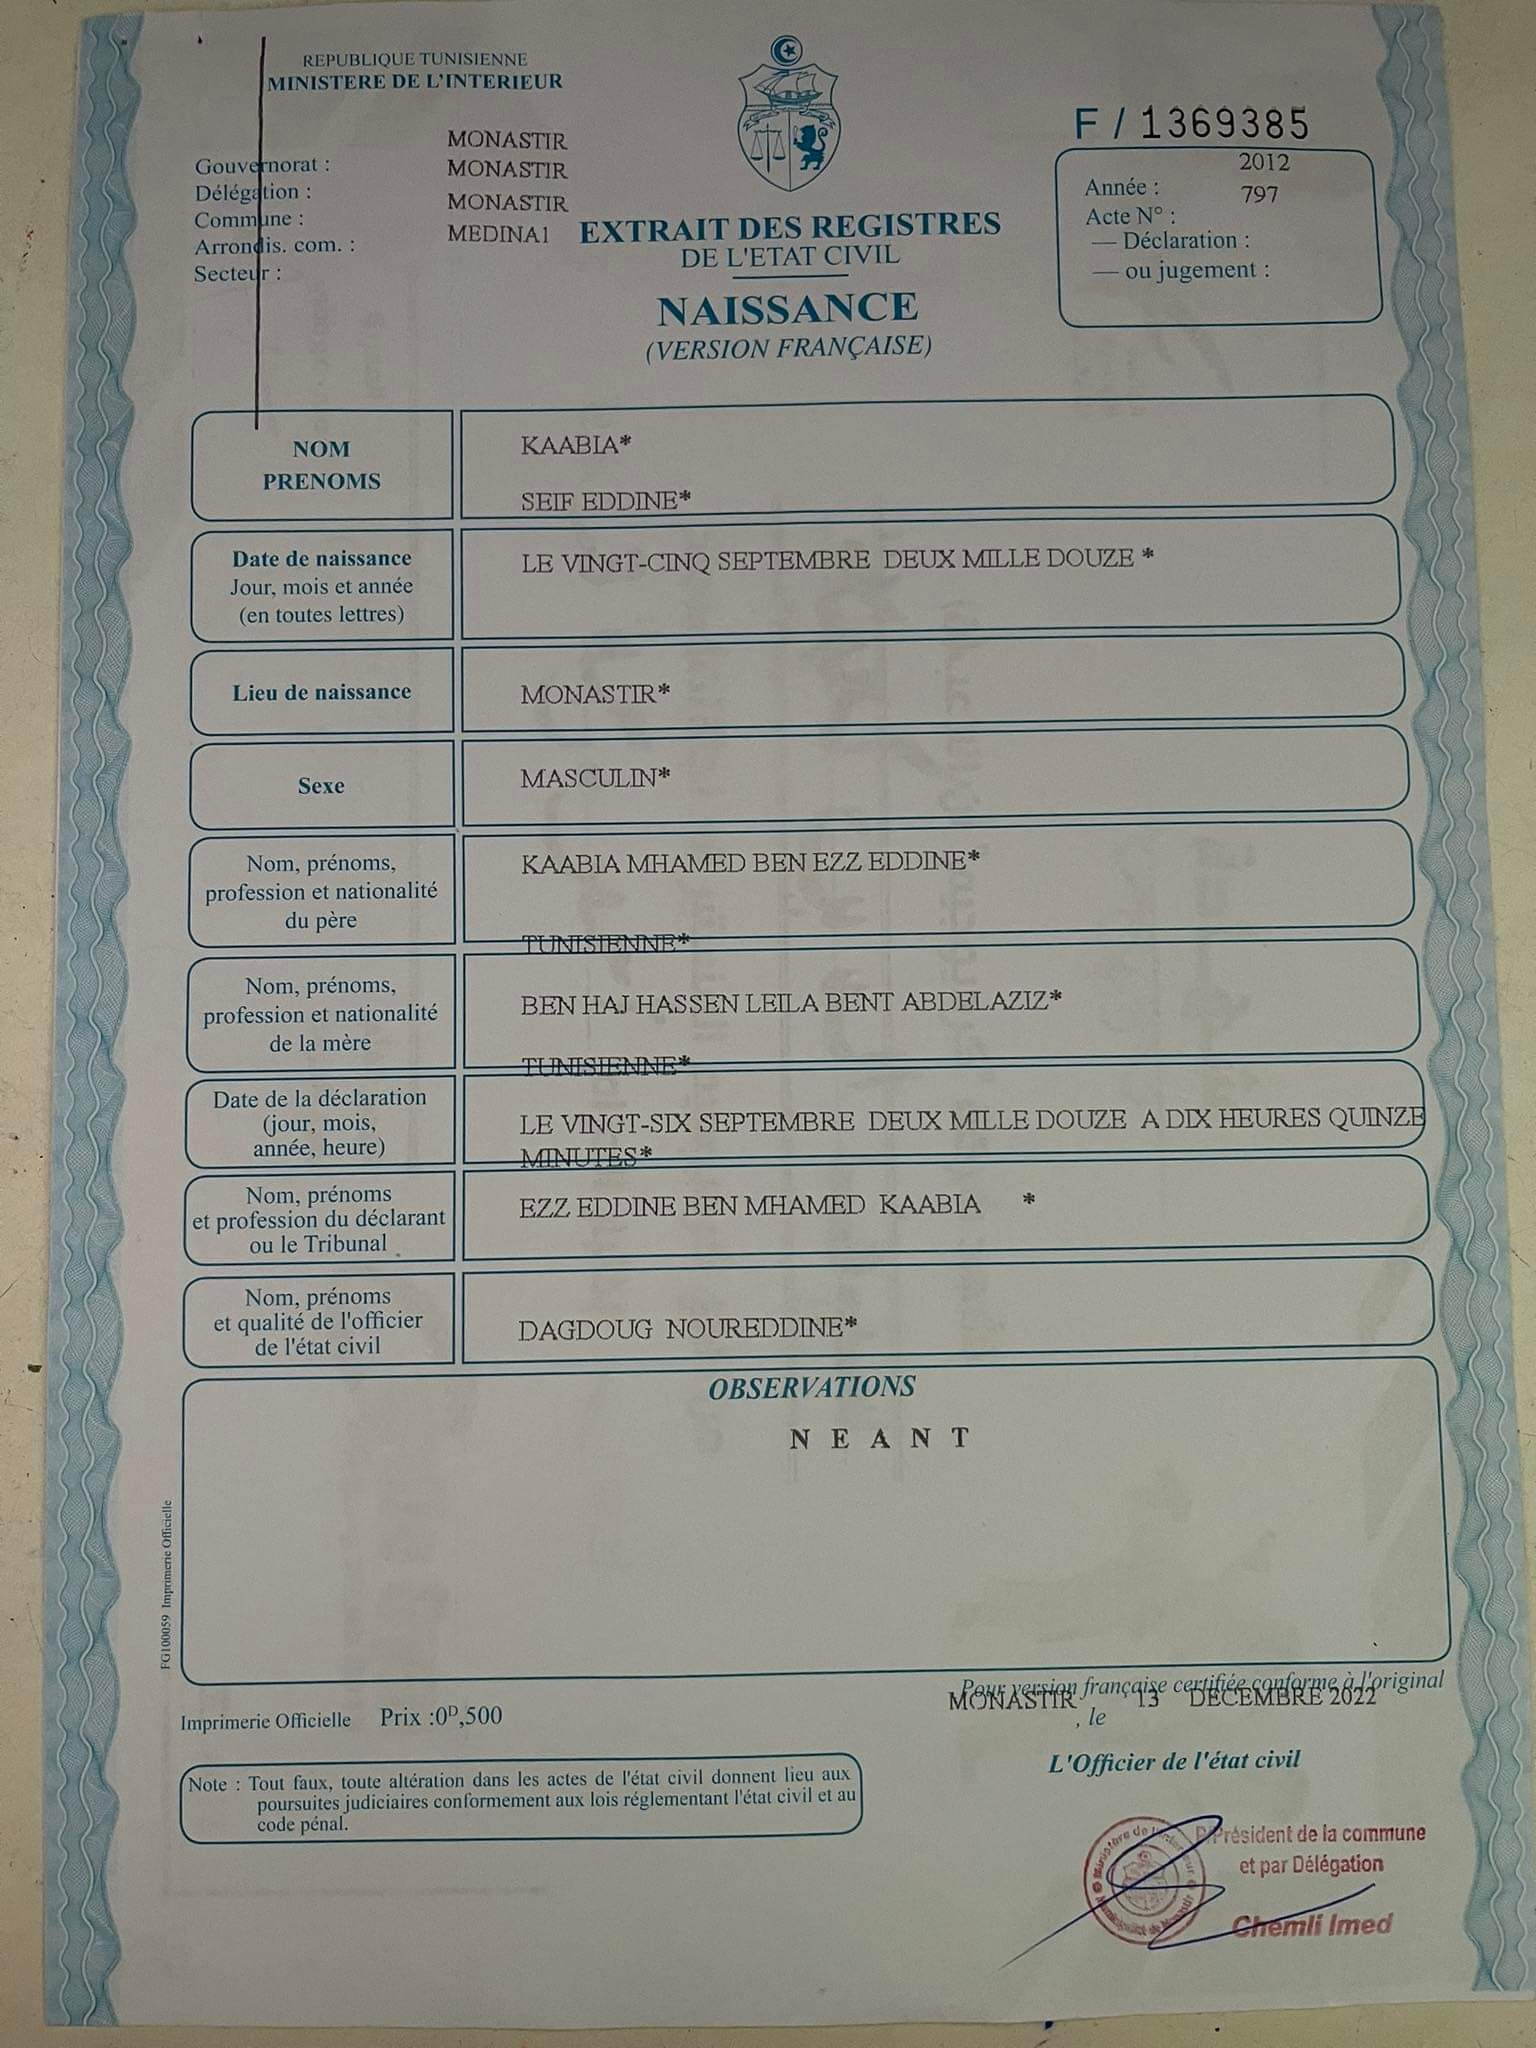 REPUBLIQUE TUNISIENNE
MINISTERE DE L'INTERIEUR
MONASTIR
Gouvernorat : MONASTIR
Délégation : MONASTIR
Commune :
Arrondis. com. : MEDINA1
Secteur :
F / 1369385
2012
Année : 797
Acte N° :
— Déclaration :
— ou jugement :
EXTRAIT DES REGISTRES
DE L'ETAT CIVIL
NAISSANCE
(VERSION FRANÇAISE)
NOM KAABIA*
PRENOMS SEIF EDDINE*
Date de naissance
Jour, mois et année
(en toutes lettres)
LE VINGT-CINQ SEPTEMBRE DEUX MILLE DOUZE *
Lieu de naissance MONASTIR*
Sexe MASCULIN*
Nom, prénoms,
profession et nationalité
du père
KAABIA MHAMED BEN EZZ EDDINE*
TUNISIENNE*
Nom, prénoms,
profession et nationalité
de la mère
BEN HAJ HASSEN LEILA BENT ABDELAZIZ*
TUNISIENNE*
Date de la déclaration
(jour, mois,
année, heure)
LE VINGT-SIX SEPTEMBRE DEUX MILLE DOUZE A DIX HEURES QUINZE
MINUTES*
Nom, prénoms
et profession du déclarant
ou le Tribunal
EZZ EDDINE BEN MHAMED KAABIA *
Nom, prénoms
et qualité de l'officier
de l'état civil
DAGDOUG NOUREDDINE*
OBSERVATIONS
N E A N T
FG100059 Imprimerie Officielle
Pour version française certifiée conforme à l'original
MONASTIR , le 13 DECEMBRE 2022
Imprimerie Officielle Prix :0D,500
L'Officier de l'état civil
Note : Tout faux, toute altération dans les actes de l'état civil donnent lieu aux
poursuites judiciaires conformement aux lois réglementant l'état civil et au
code pénal.
P/Président de la commune
et par Délégation
Chemli Imed
Ministère de l'Intérieur
Municipalité de Monastir